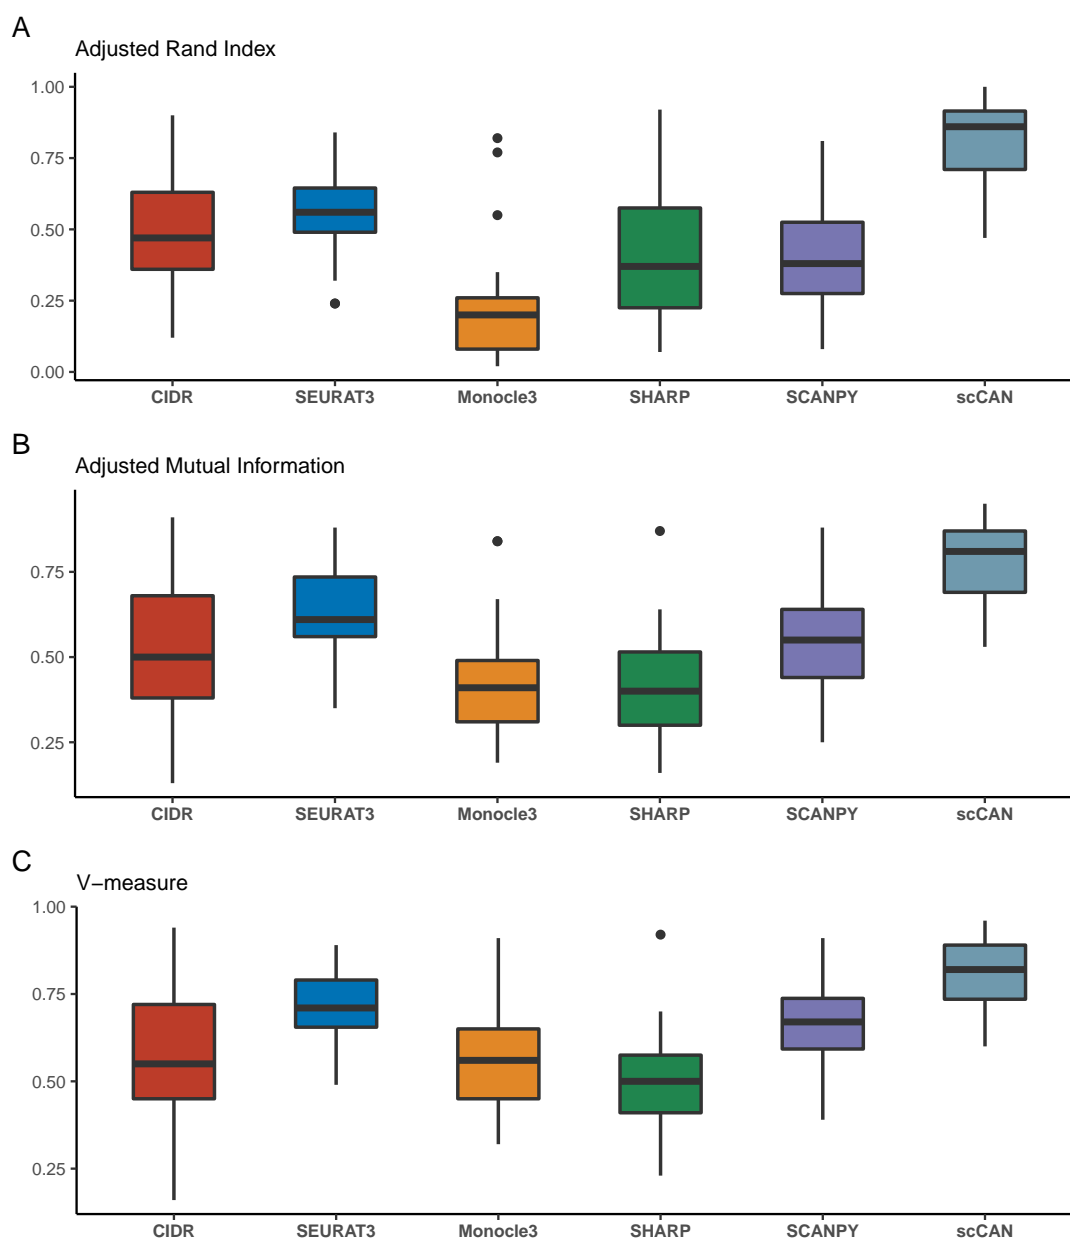 A
Adjusted Rand Index
1.00
0.75
0.50
0.25
0.00
CIDR SEURAT3 Monocle3 SHARP SCANPY scCAN
B
Adjusted Mutual Information
0.75
0.50
0.25
CIDR SEURAT3 Monocle3 SHARP SCANPY scCAN
C
V−measure
1.00
0.75
0.50
0.25
CIDR SEURAT3 Monocle3 SHARP SCANPY scCAN